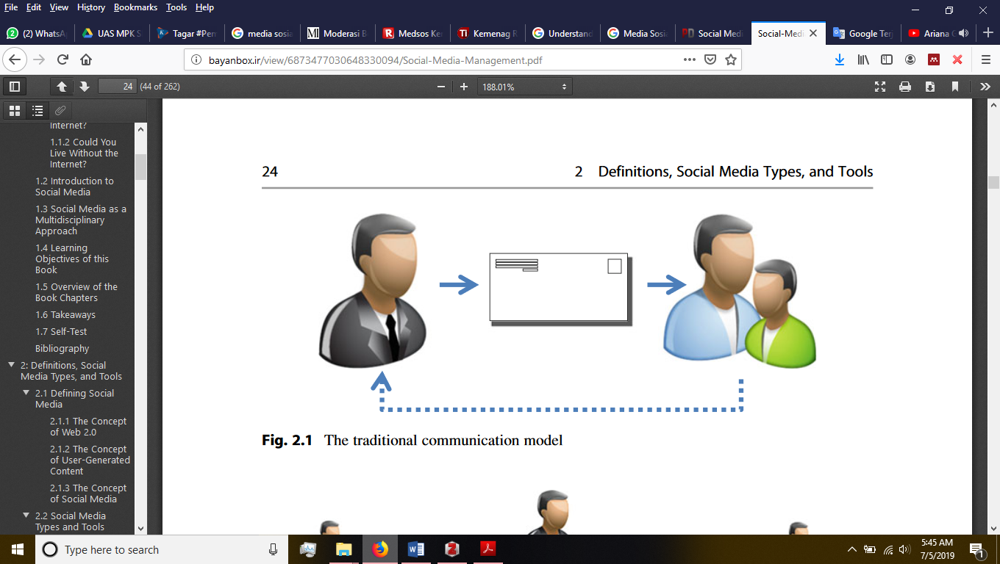 File Edit View History Bookmarks Tools Help
(2) WhatsA
UAS MPK S
Tagar #Pen
media sosia
Moderasi B
Medsos Ke
Kemenag R
Understand
Media Sosi
Social Medi
Social-Medi
Google Ter
Ariana G
bayanbox.ir/view/6873477030648330094/Social-Media-Management.pdf
24 (44 of 262)
188.01%
Internet?
1.1.2 Could You
Live Without the
Internet?
1.2 Introduction to
Social Media
1.3 Social Media as a
Multidisciplinary
Approach
1.4 Learning
Objectives of this
Book
1.5 Overview of the
Book Chapters
1.6 Takeaways
1.7 Self-Test
Bibliography
2: Definitions, Social
Media Types, and Tools
2.1 Defining Social
Media
2.1.1 The Concept
of Web 2.0
2.1.2 The Concept
of User-Generated
Content
2.1.3 The Concept
of Social Media
2.2 Social Media
Types and Tools
24 2 Definitions, Social Media Types, and Tools
Fig. 2.1 The traditional communication model
Type here to search
5:45 AM
7/5/2019
1